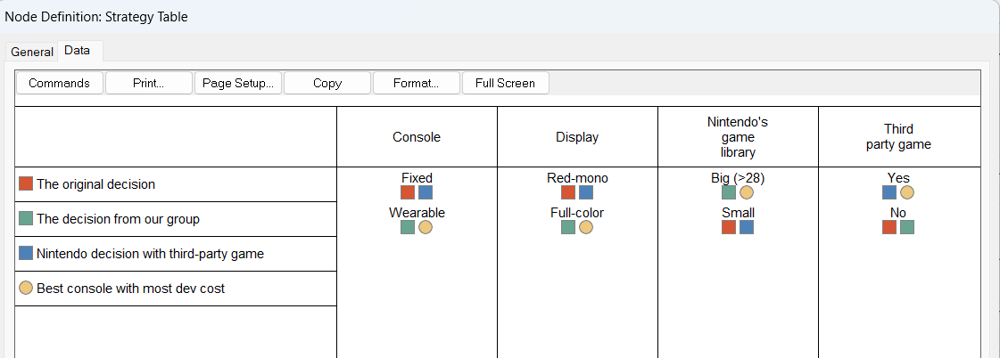 Node Definition: Strategy Table
General Data
Commands Print... Page Setup... Copy Format... Full Screen
Console
Display
Nintendo's
game
library
Third
party game
The original decision
Fixed
Red-mono
Big (>28)
Yes
The decision from our group
Wearable
Full-color
Small
No
Nintendo decision with third-party game
Best console with most dev cost